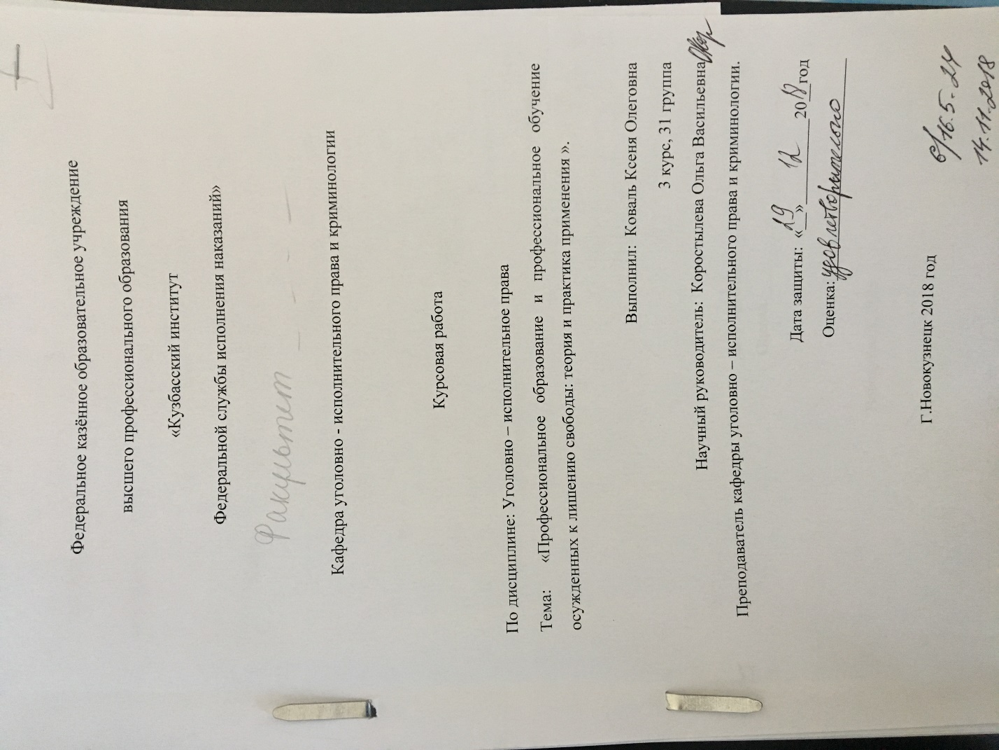 Федеральное казённое образовательное учреждение
высшего профессионального образования
«Кузбасский институт
Федеральной службы исполнения наказаний»
Факультет
Кафедра уголовно - исполнительного права и криминологии
Курсовая работа
По дисциплине: Уголовно – исполнительное права
Тема: «Профессиональное образование и профессиональное обучение
осужденных к лишению свободы: теория и практика применения ».
Выполнил: Коваль Ксеня Олеговна
3 курс, 31 группа
Научный руководитель: Коростылева Ольга Васильевна
Преподаватель кафедры уголовно – исполнительного права и криминологии.
Дата защиты: «29» 12 2018 год
Оценка: удовлетворительно
Г.Новокузнецк 2018 год
16.5.-24
14.11.2018